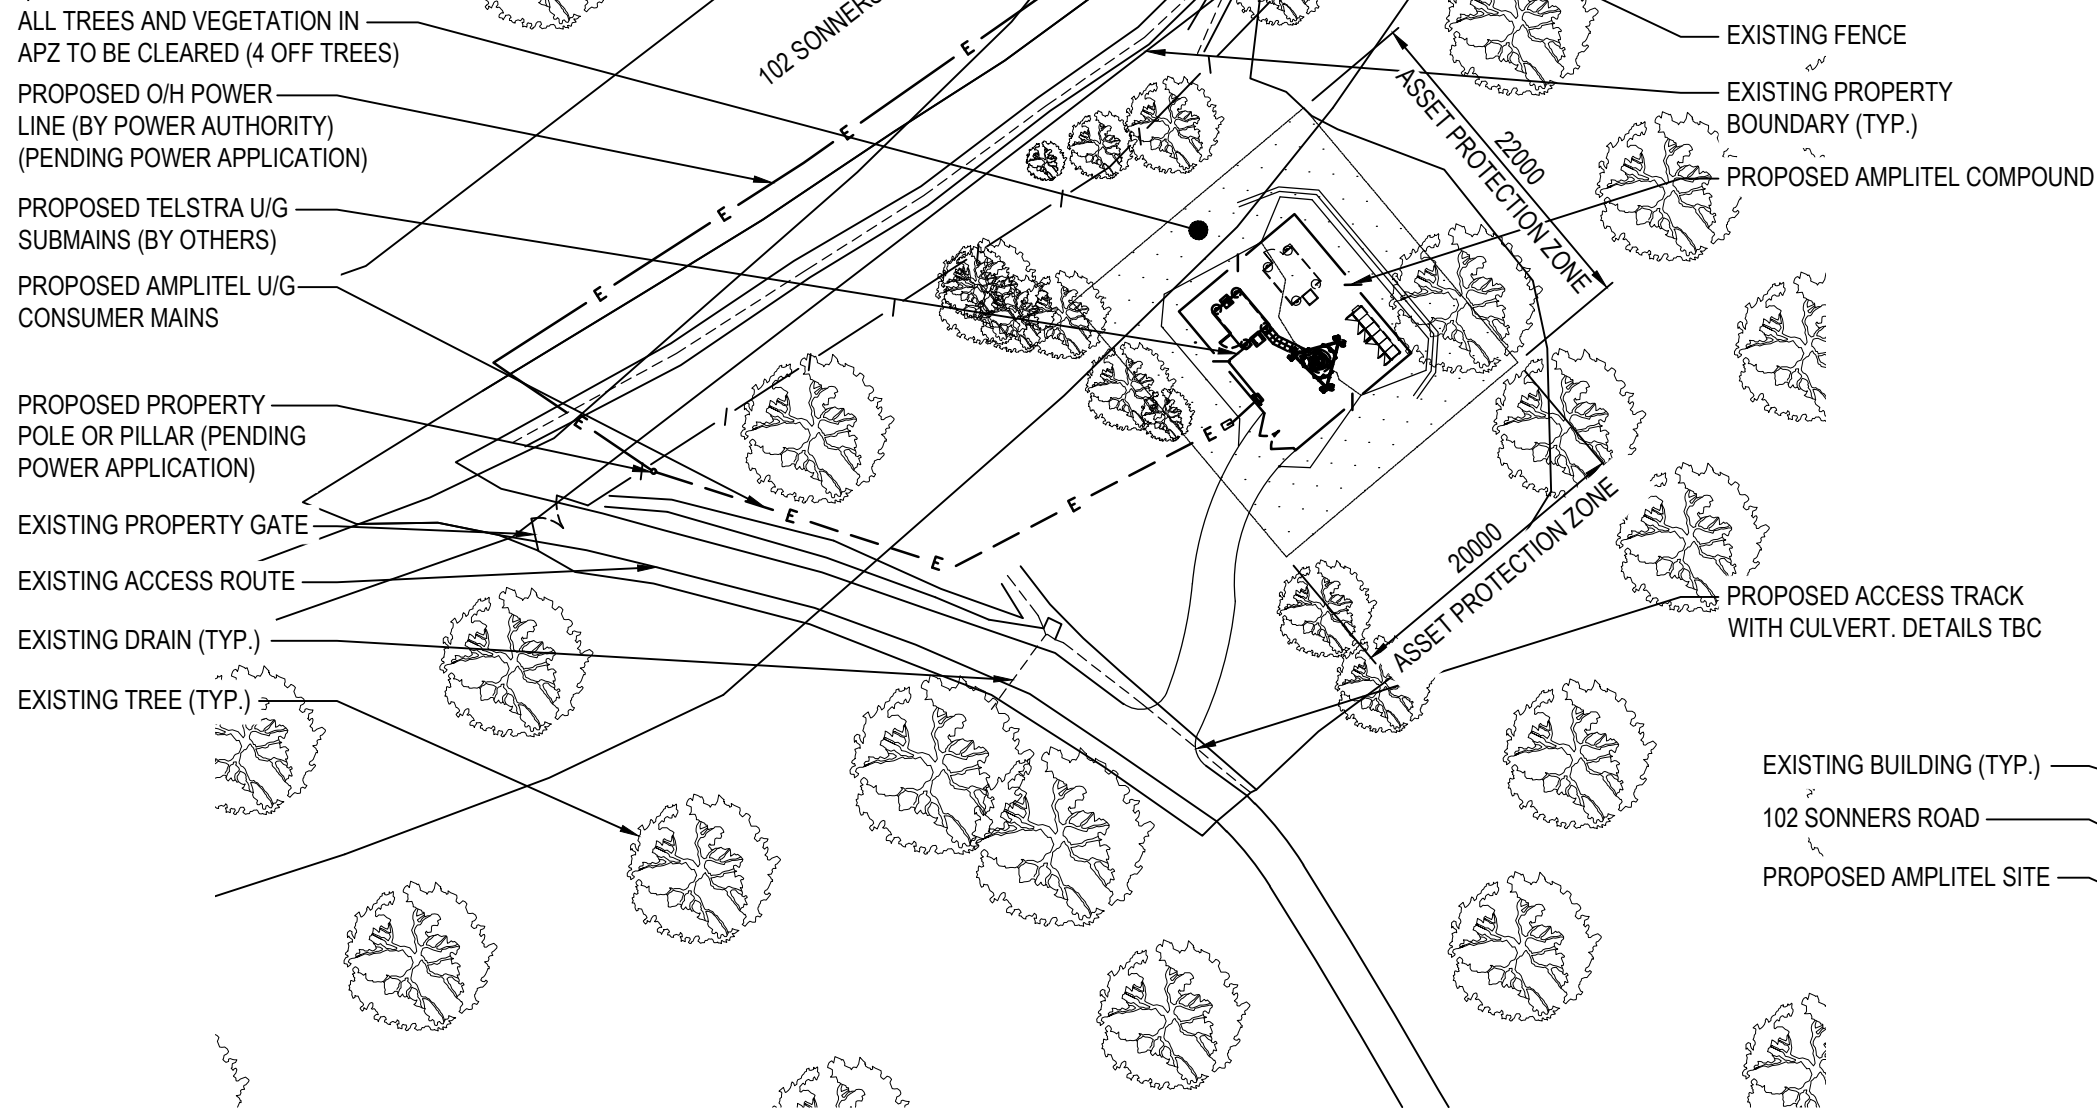 ALL TREES AND VEGETATION IN
APZ TO BE CLEARED (4 OFF TREES)
PROPOSED O/H POWER
LINE (BY POWER AUTHORITY)
(PENDING POWER APPLICATION)
PROPOSED TELSTRA U/G
SUBMAINS (BY OTHERS)
PROPOSED AMPLITEL U/G
CONSUMER MAINS
PROPOSED PROPERTY
POLE OR PILLAR (PENDING
POWER APPLICATION)
EXISTING PROPERTY GATE
EXISTING ACCESS ROUTE
EXISTING DRAIN (TYP.)
EXISTING TREE (TYP.)
102 SONNERS
E
E
E
E
E
E
E
E
E
22000
ASSET PROTECTION ZONE
20000
ASSET PROTECTION ZONE
EXISTING FENCE
EXISTING PROPERTY
BOUNDARY (TYP.)
PROPOSED AMPLITEL COMPOUND
PROPOSED ACCESS TRACK
WITH CULVERT. DETAILS TBC
EXISTING BUILDING (TYP.)
102 SONNERS ROAD
PROPOSED AMPLITEL SITE